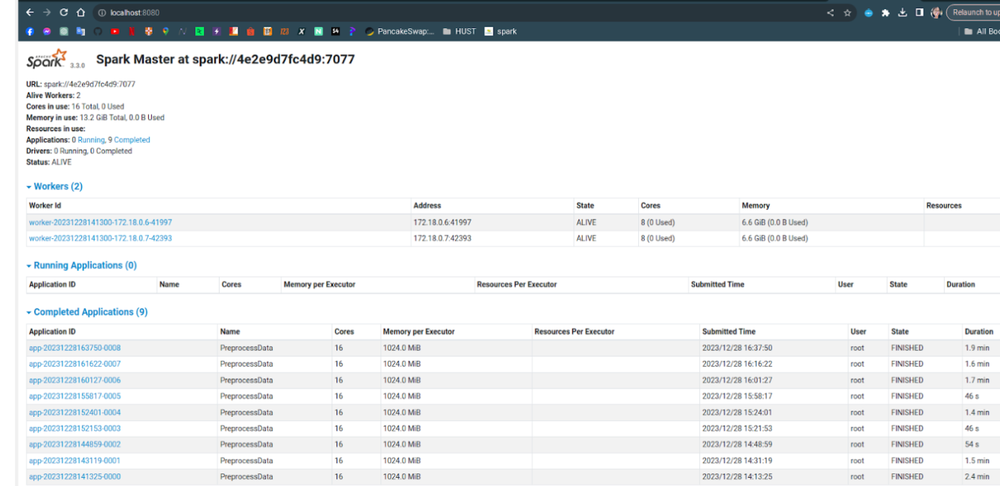 localhost:8080
Relaunch to up
PancakeSwap:... HUST spark All Boo
APACHE Spark 3.3.0 Spark Master at spark://4e2e9d7fc4d9:7077
URL: spark://4e2e9d7fc4d9:7077
Alive Workers: 2
Cores in use: 16 Total, 0 Used
Memory in use: 13.2 GiB Total, 0.0 B Used
Resources in use:
Applications: 0 Running, 9 Completed
Drivers: 0 Running, 0 Completed
Status: ALIVE
Workers (2)
Worker Id Address State Cores Memory Resources
worker-20231228141300-172.18.0.6-41997 172.18.0.6:41997 ALIVE 8 (0 Used) 6.6 GiB (0.0 B Used)
worker-20231228141300-172.18.0.7-42393 172.18.0.7:42393 ALIVE 8 (0 Used) 6.6 GiB (0.0 B Used)
Running Applications (0)
Application ID Name Cores Memory per Executor Resources Per Executor Submitted Time User State Duration
Completed Applications (9)
Application ID Name Cores Memory per Executor Resources Per Executor Submitted Time User State Duration
app-20231228163750-0008 PreprocessData 16 1024.0 MiB 2023/12/28 16:37:50 root FINISHED 1.9 min
app-20231228161622-0007 PreprocessData 16 1024.0 MiB 2023/12/28 16:16:22 root FINISHED 1.6 min
app-20231228160127-0006 PreprocessData 16 1024.0 MiB 2023/12/28 16:01:27 root FINISHED 1.7 min
app-20231228155817-0005 PreprocessData 16 1024.0 MiB 2023/12/28 15:58:17 root FINISHED 46 s
app-20231228152401-0004 PreprocessData 16 1024.0 MiB 2023/12/28 15:24:01 root FINISHED 1.4 min
app-20231228152153-0003 PreprocessData 16 1024.0 MiB 2023/12/28 15:21:53 root FINISHED 46 s
app-20231228144859-0002 PreprocessData 16 1024.0 MiB 2023/12/28 14:48:59 root FINISHED 54 s
app-20231228143119-0001 PreprocessData 16 1024.0 MiB 2023/12/28 14:31:19 root FINISHED 1.5 min
app-20231228141325-0000 PreprocessData 16 1024.0 MiB 2023/12/28 14:13:25 root FINISHED 2.4 min